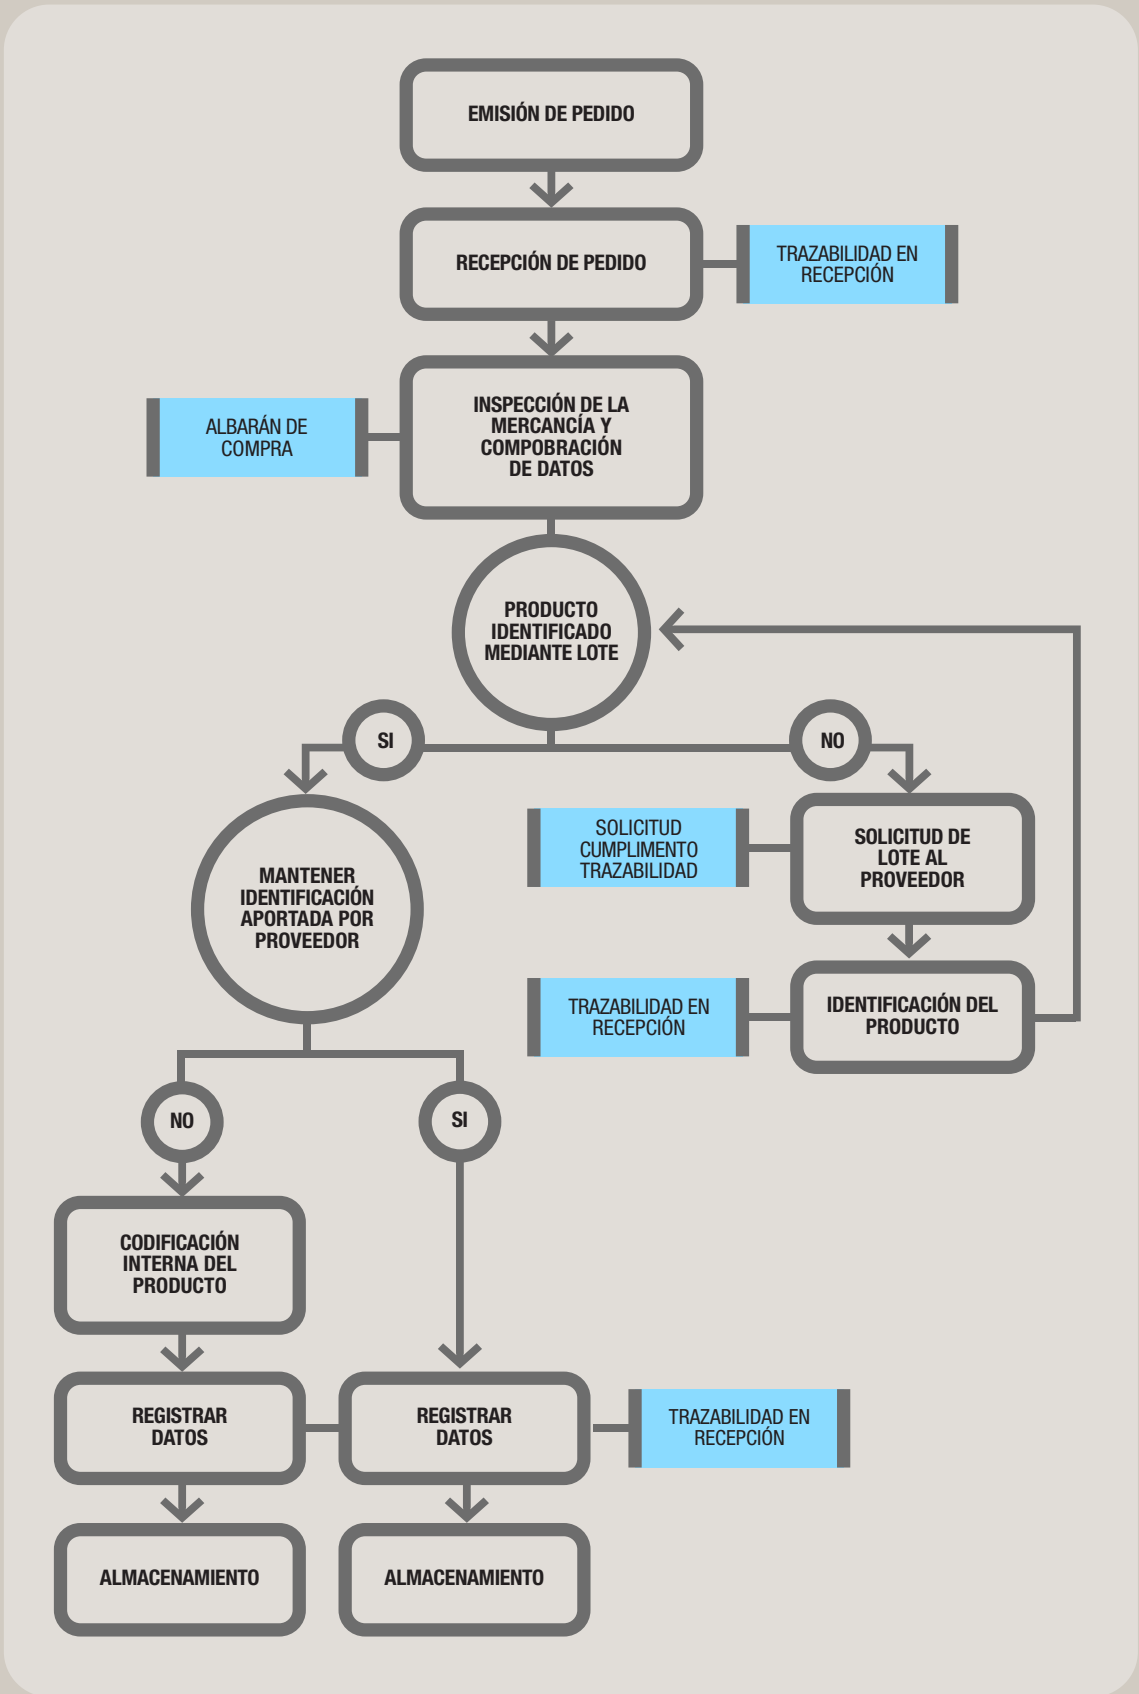 EMISIÓN DE PEDIDO
RECEPCIÓN DE PEDIDO
TRAZABILIDAD EN
RECEPCIÓN
ALBARÁN DE
COMPRA
INSPECCIÓN DE LA
MERCANCÍA Y
COMPOBRACIÓN
DE DATOS
PRODUCTO
IDENTIFICADO
MEDIANTE LOTE
SI
NO
MANTENER
IDENTIFICACIÓN
APORTADA POR
PROVEEDOR
SOLICITUD
CUMPLIMENTO
TRAZABILIDAD
SOLICITUD DE
LOTE AL
PROVEEDOR
TRAZABILIDAD EN
RECEPCIÓN
IDENTIFICACIÓN DEL
PRODUCTO
NO
SI
CODIFICACIÓN
INTERNA DEL
PRODUCTO
REGISTRAR
DATOS
REGISTRAR
DATOS
TRAZABILIDAD EN
RECEPCIÓN
ALMACENAMIENTO
ALMACENAMIENTO